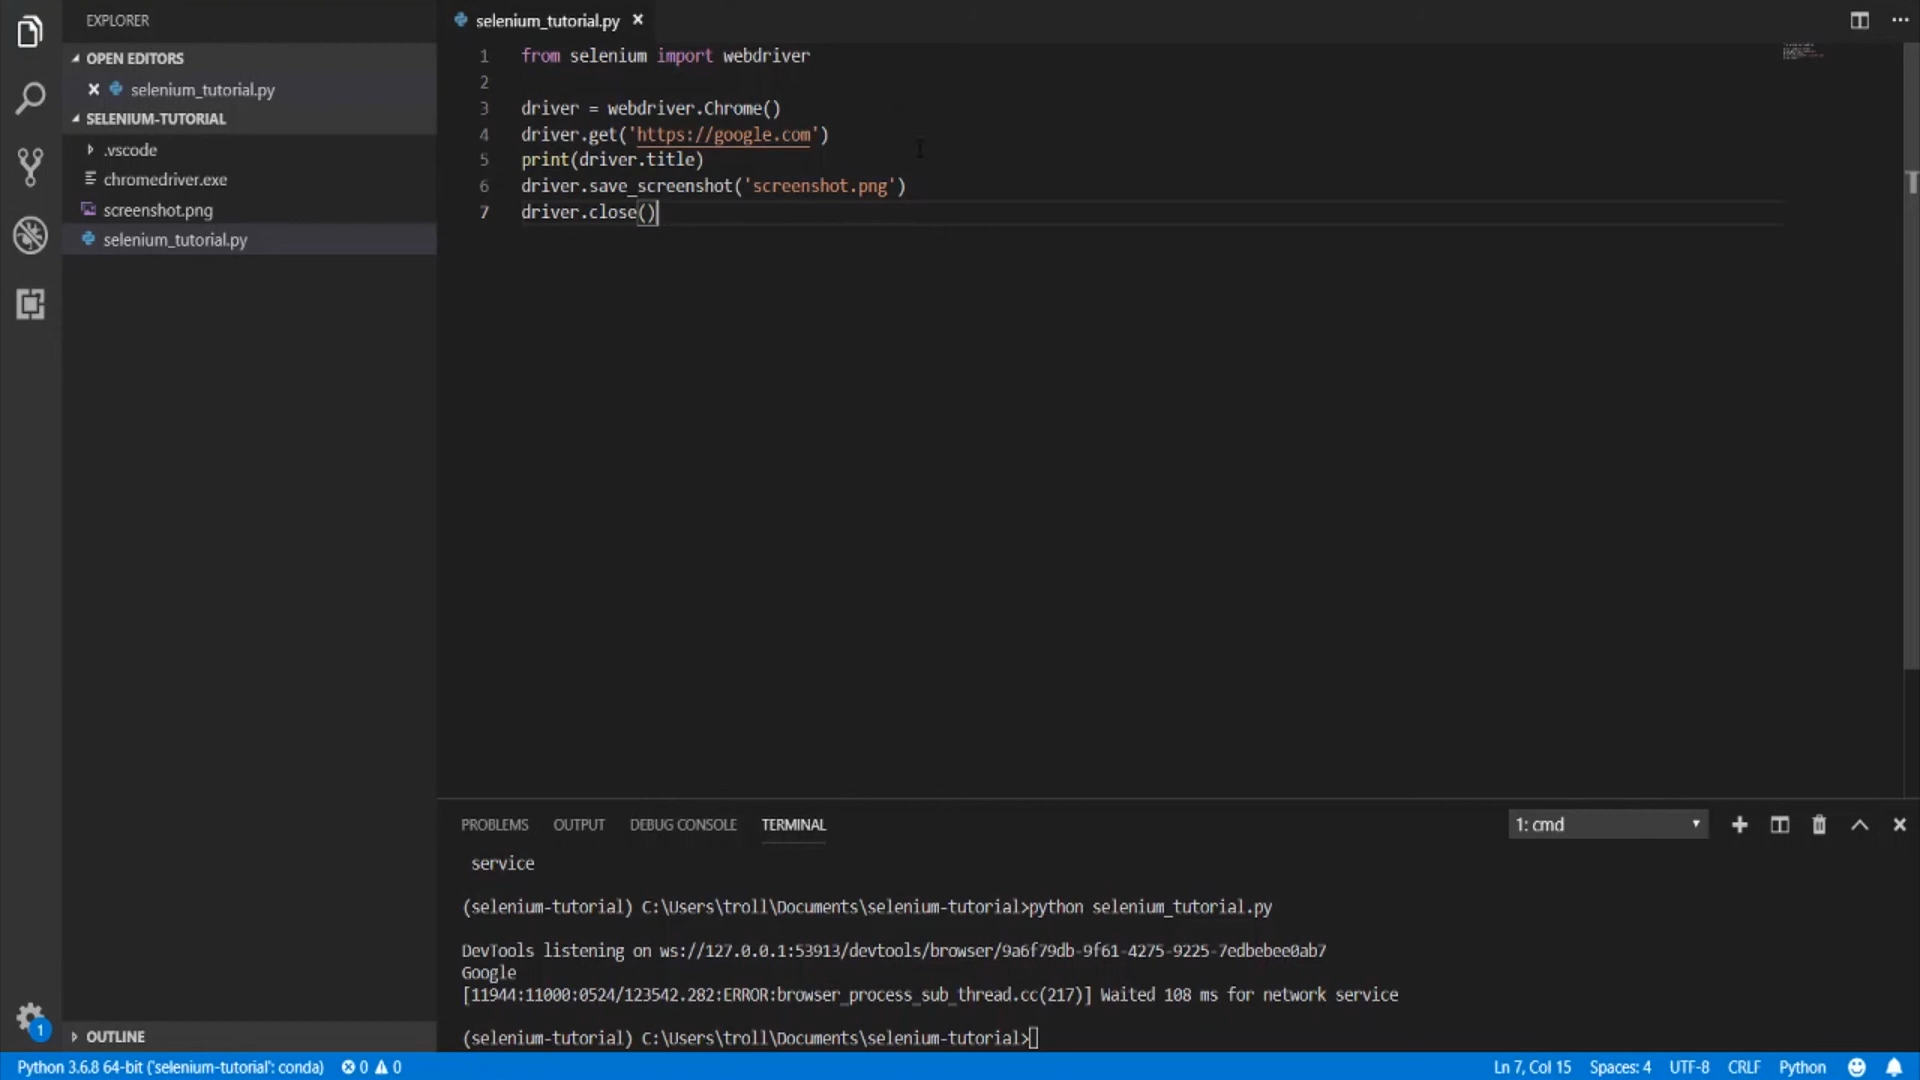 EXPLORER
OPEN EDITORS
selenium_tutorial.py
SELENIUM-TUTORIAL
.vscode
chromedriver.exe
screenshot.png
selenium_tutorial.py
OUTLINE
1
selenium_tutorial.py
1 from selenium import webdriver
2
3 driver = webdriver.Chrome()
4 driver.get('https://google.com')
5 print(driver.title)
6 driver.save_screenshot('screenshot.png')
7 driver.close()
PROBLEMS OUTPUT DEBUG CONSOLE TERMINAL 1: cmd
service
(selenium-tutorial) C:\Users\troll\Documents\selenium-tutorial>python selenium_tutorial.py
DevTools listening on ws://127.0.0.1:53913/devtools/browser/9a6f79db-9f61-4275-9225-7edbebee0ab7
Google
[11944:11000:0524/123542.282:ERROR:browser_process_sub_thread.cc(217)] Waited 108 ms for network service
(selenium-tutorial) C:\Users\troll\Documents\selenium-tutorial>
Python 3.6.8 64-bit ('selenium-tutorial': conda) 0 0 Ln 7, Col 15 Spaces: 4 UTF-8 CRLF Python